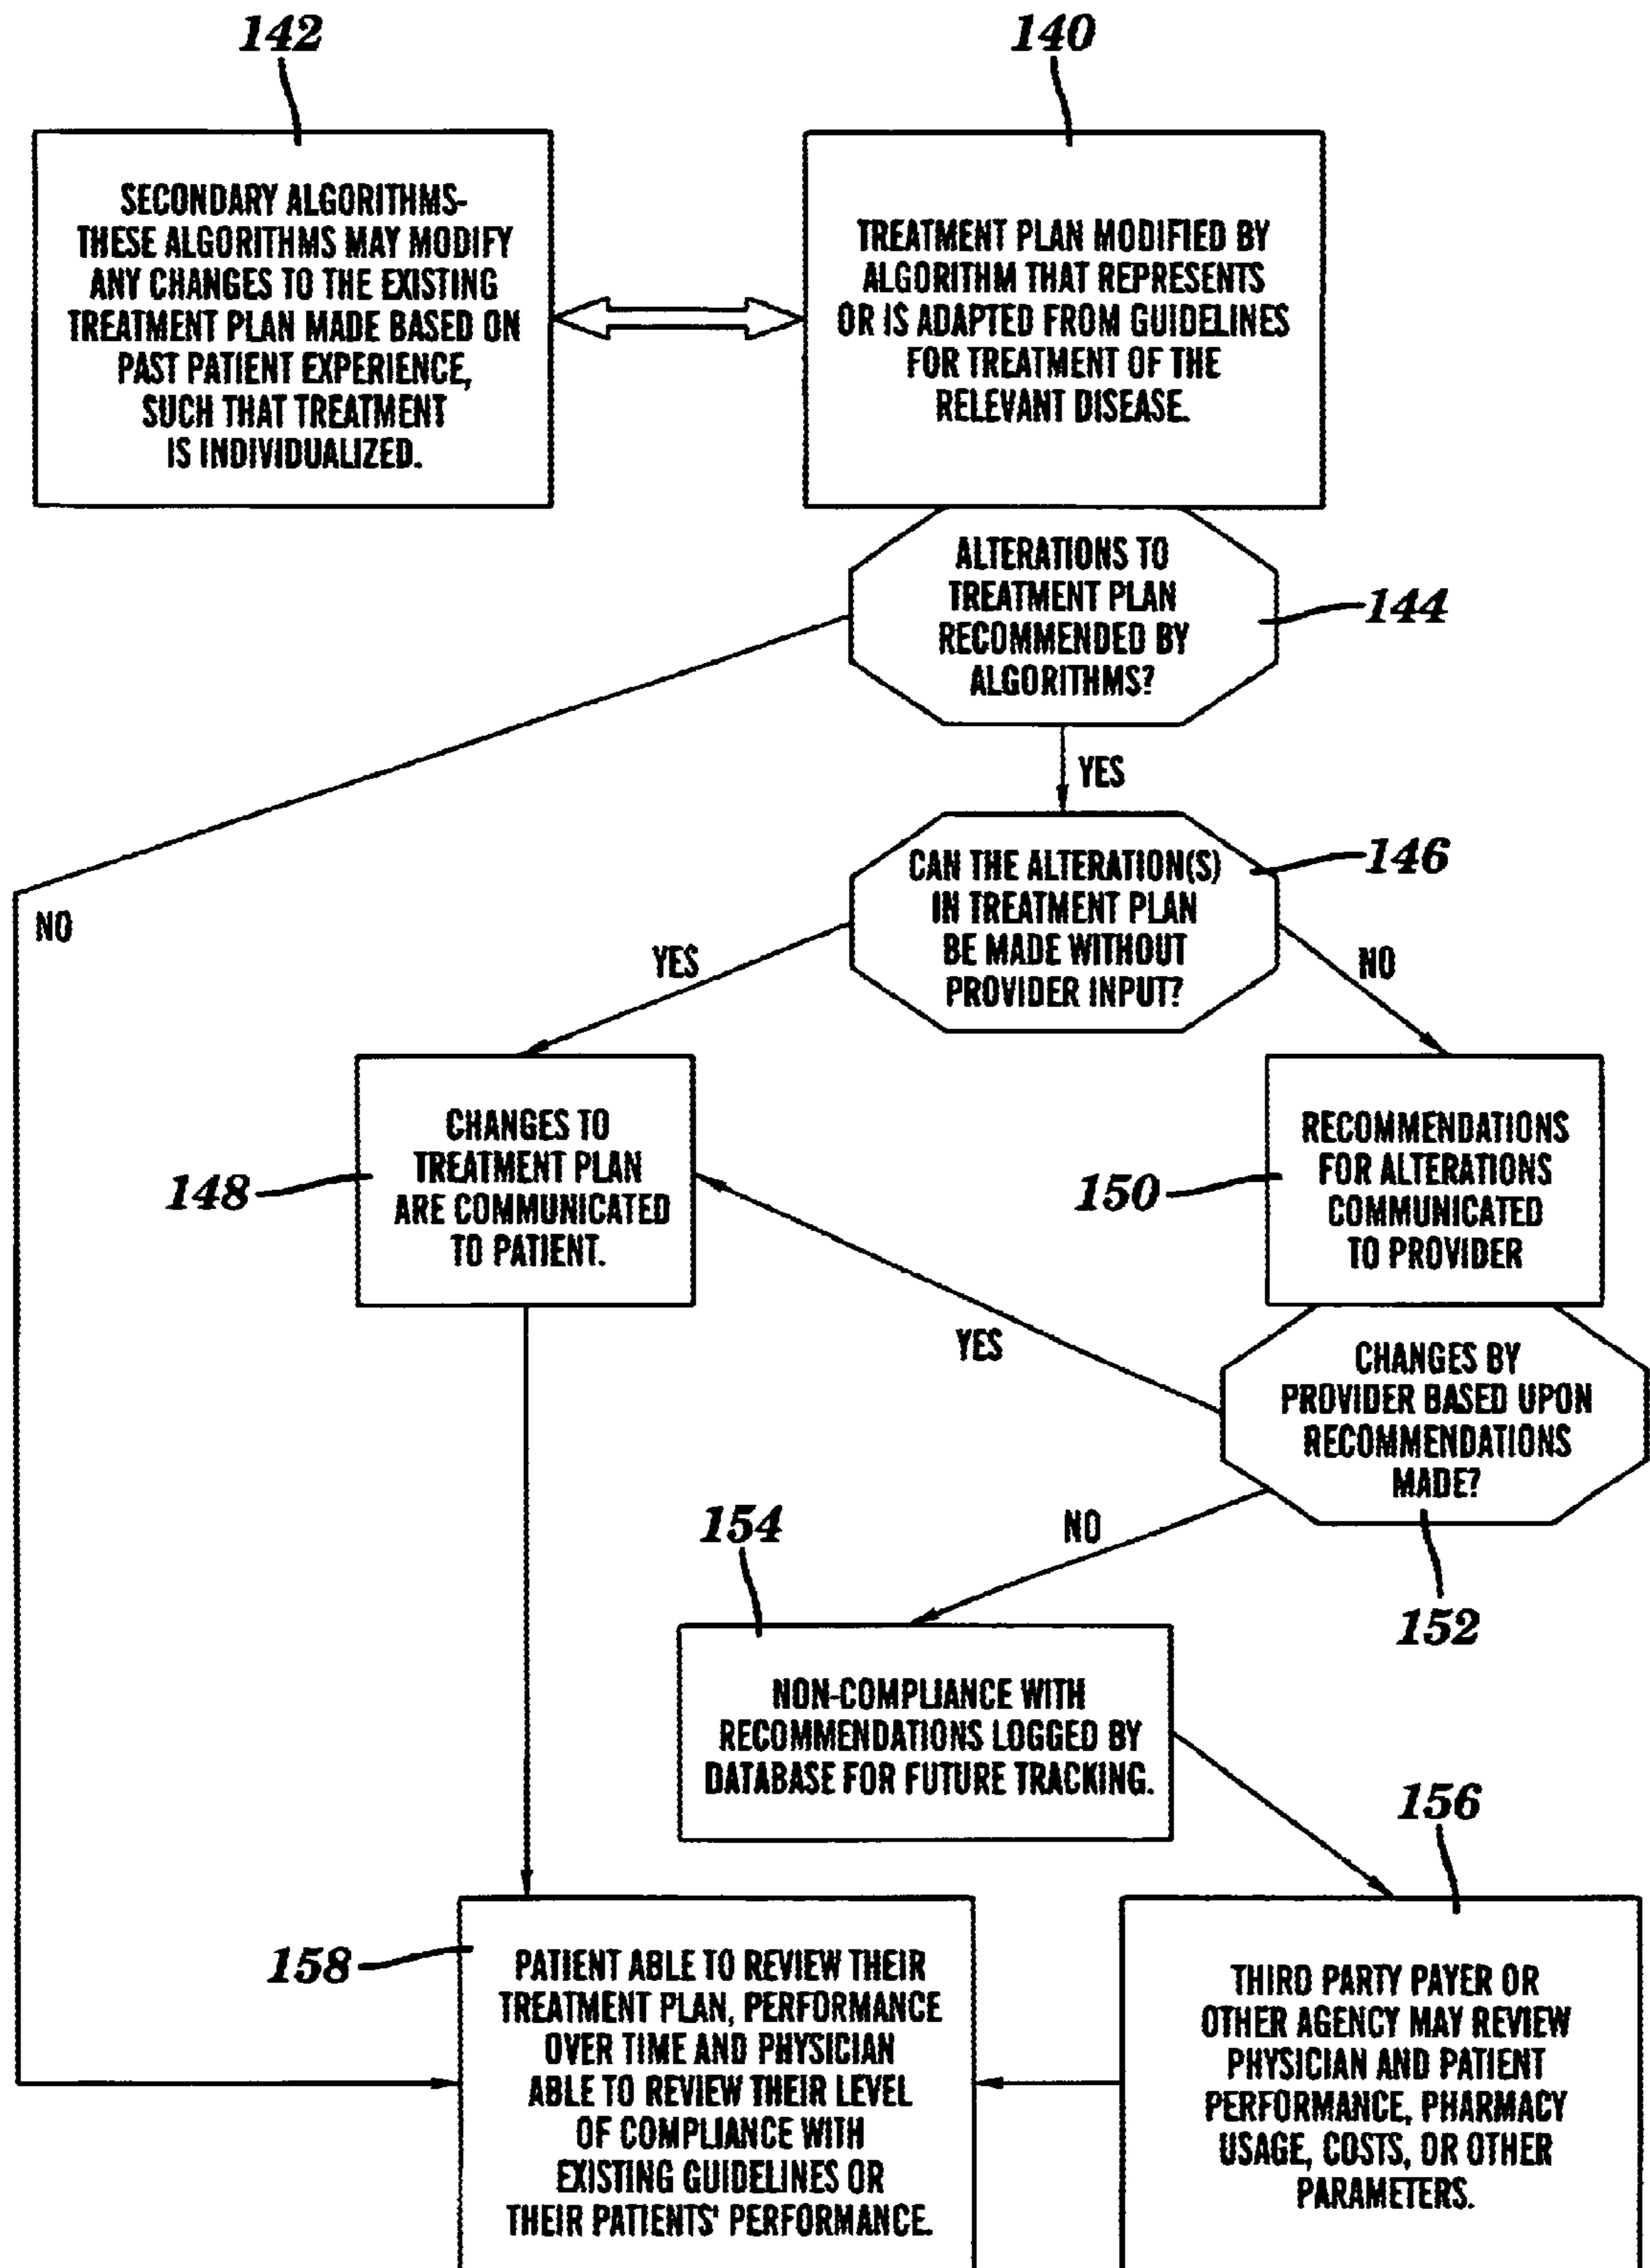 142
140
SECONDARY ALGORITHMS-
THESE ALGORITHMS MAY MODIFY
ANY CHANGES TO THE EXISTING
TREATMENT PLAN MADE BASED ON
PAST PATIENT EXPERIENCE,
SUCH THAT TREATMENT
IS INDIVIDUALIZED.
TREATMENT PLAN MODIFIED BY
ALGORITHM THAT REPRESENTS
OR IS ADAPTED FROM GUIDELINES
FOR TREATMENT OF THE
RELEVANT DISEASE.
ALTERATIONS TO
TREATMENT PLAN
RECOMMENDED BY
ALGORITHMS?
144
YES
NO
CAN THE ALTERATION(S)
IN TREATMENT PLAN
BE MADE WITHOUT
PROVIDER INPUT?
146
YES
NO
CHANGES TO
TREATMENT PLAN
ARE COMMUNICATED
TO PATIENT.
148
RECOMMENDATIONS
FOR ALTERATIONS
COMMUNICATED
TO PROVIDER
150
YES
CHANGES BY
PROVIDER BASED UPON
RECOMMENDATIONS
MADE?
152
NO
154
NON-COMPLIANCE WITH
RECOMMENDATIONS LOGGED BY
DATABASE FOR FUTURE TRACKING.
156
158
PATIENT ABLE TO REVIEW THEIR
TREATMENT PLAN, PERFORMANCE
OVER TIME AND PHYSICIAN
ABLE TO REVIEW THEIR LEVEL
OF COMPLIANCE WITH
EXISTING GUIDELINES OR
THEIR PATIENTS' PERFORMANCE.
THIRD PARTY PAYER OR
OTHER AGENCY MAY REVIEW
PHYSICIAN AND PATIENT
PERFORMANCE, PHARMACY
USAGE, COSTS, OR OTHER
PARAMETERS.